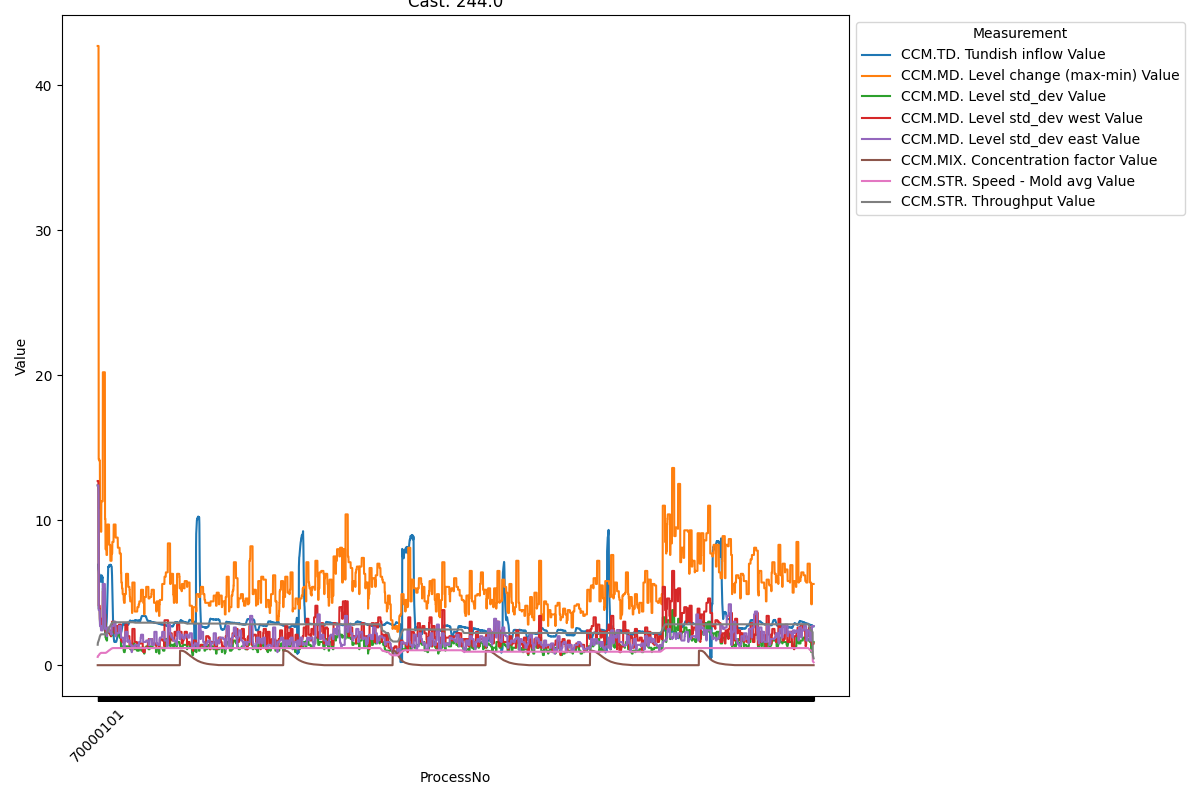 Cast: 244.0
Measurement
CCM.TD. Tundish inflow Value
CCM.MD. Level change (max-min) Value
CCM.MD. Level std_dev Value
CCM.MD. Level std_dev west Value
CCM.MD. Level std_dev east Value
CCM.MIX. Concentration factor Value
CCM.STR. Speed - Mold avg Value
CCM.STR. Throughput Value
Value
40
30
20
10
0
70000101
ProcessNo